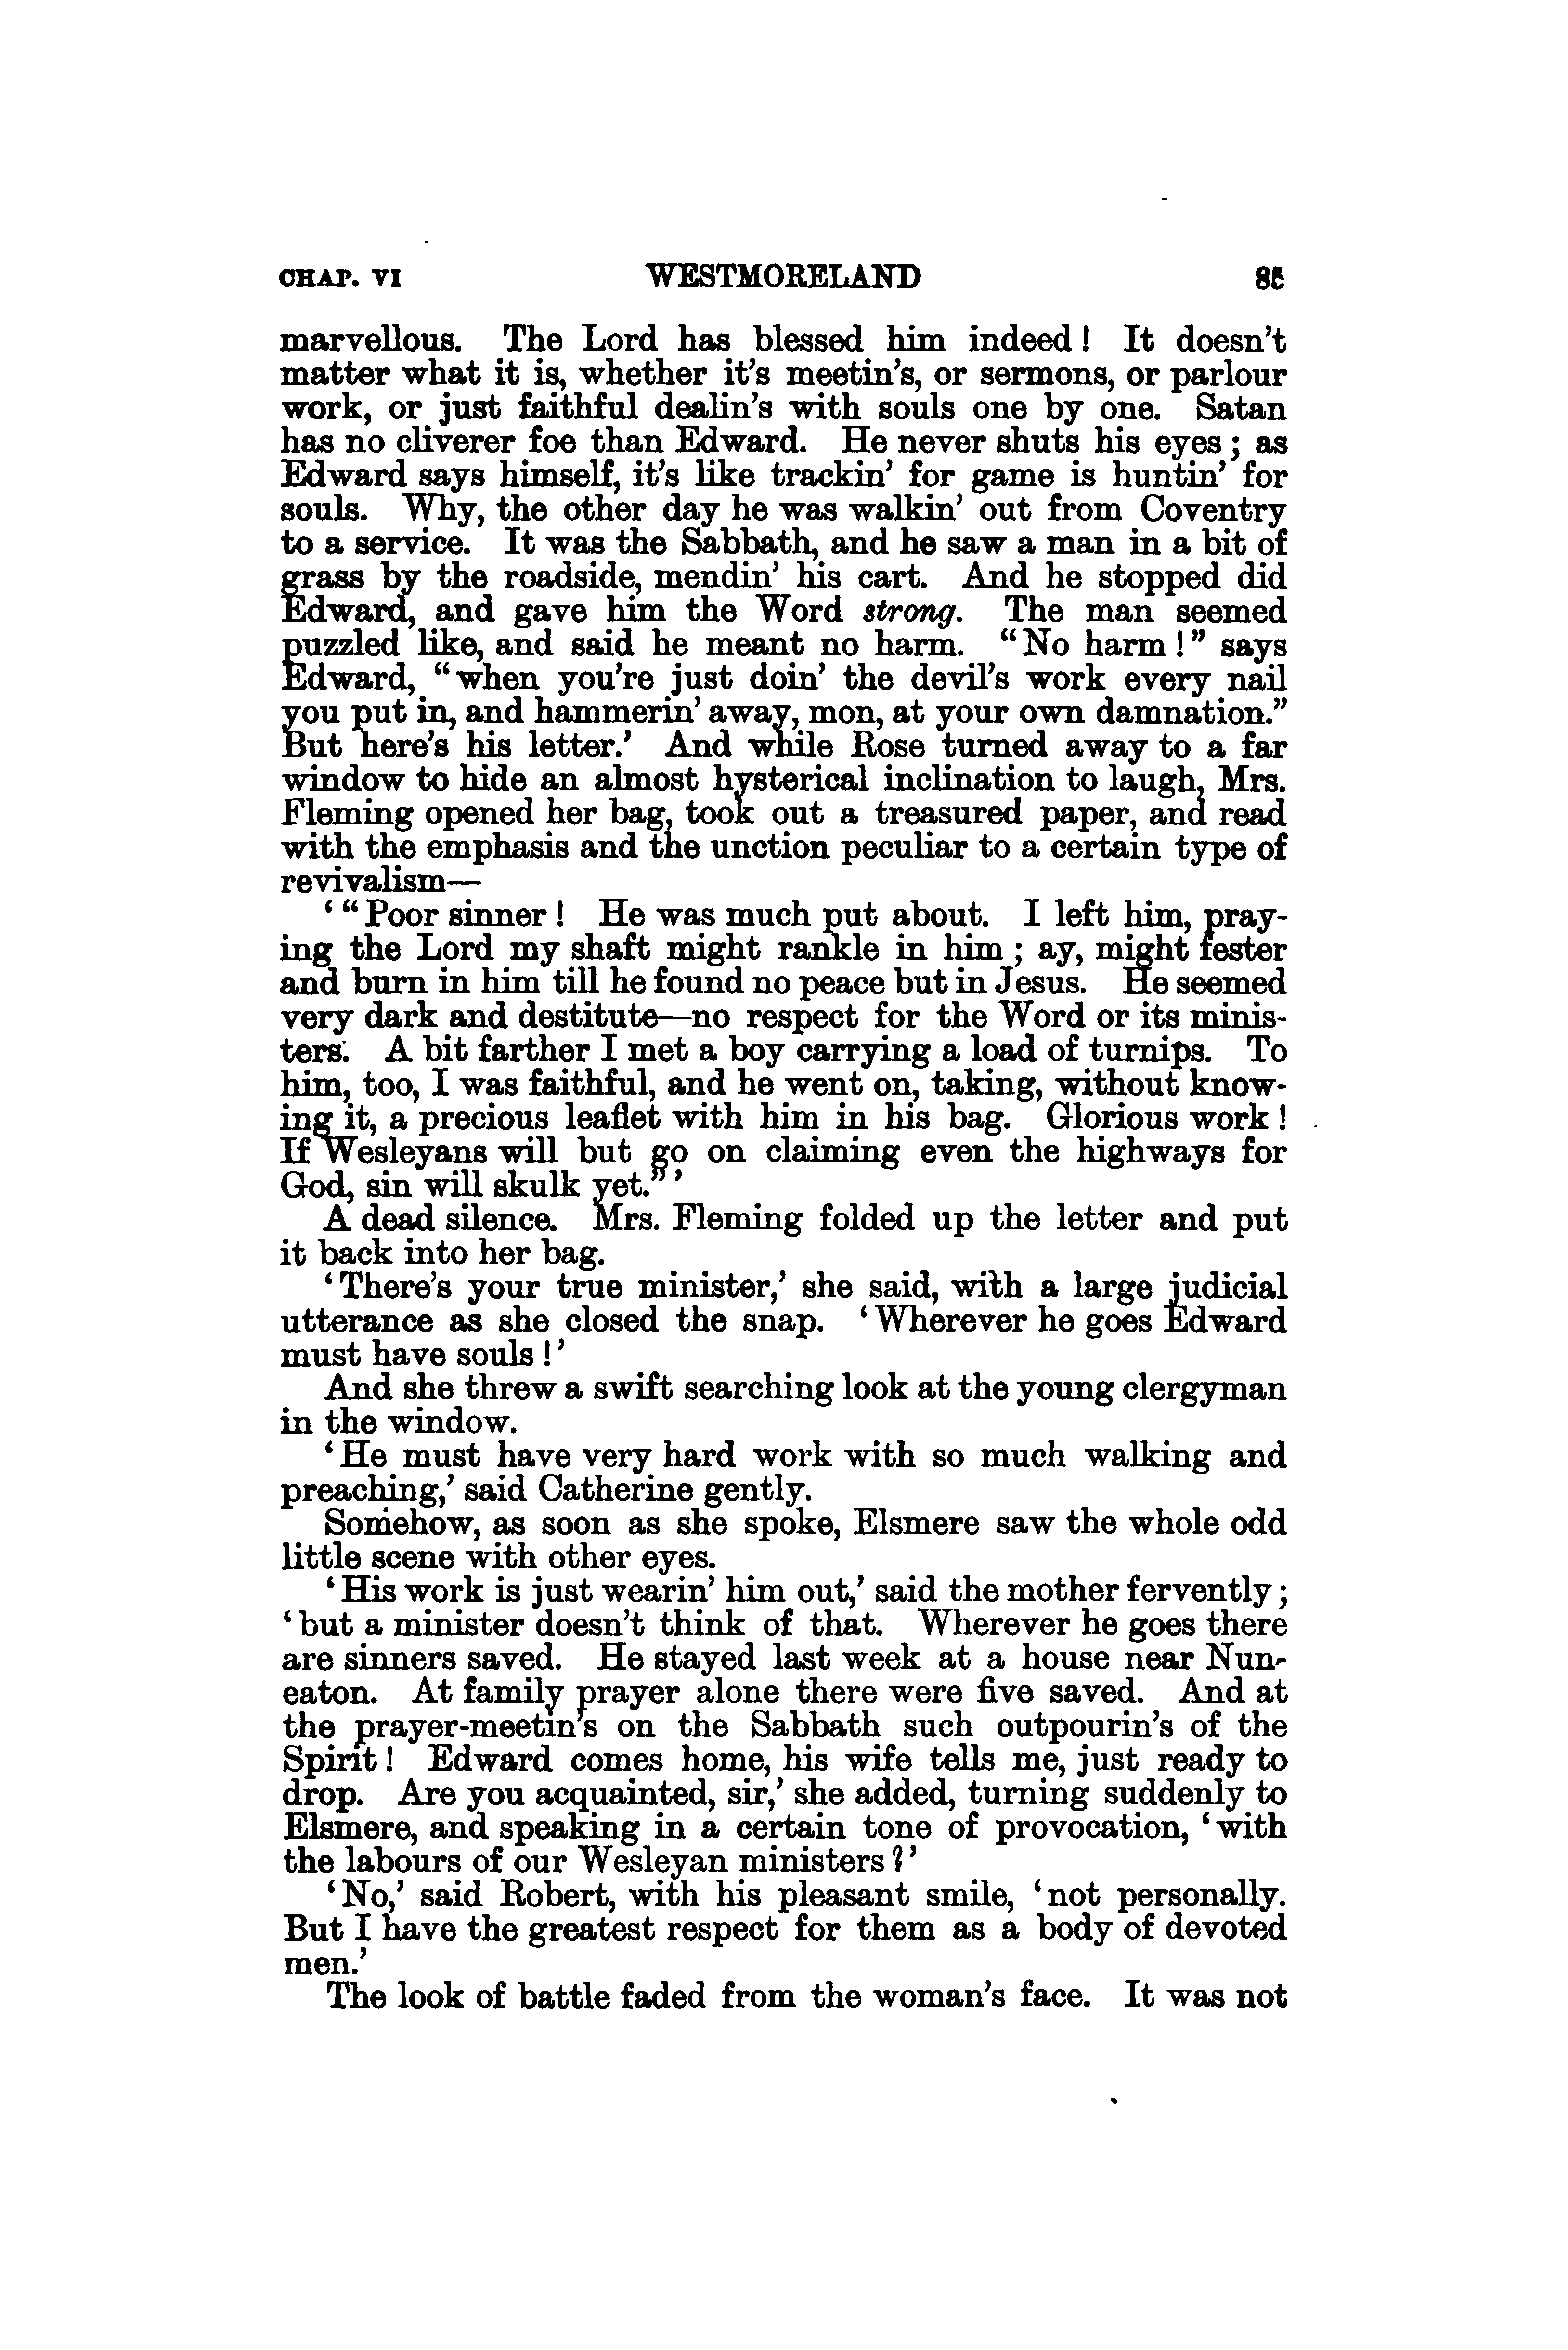 CHAP. VI WESTMORELAND 85
marvellous. The Lord has blessed him indeed! It doesn't
matter what it is, whether it's meetin's, or sermons, or parlour
work, or just faithful dealin's with souls one by one. Satan
has no cliverer foe than Edward. He never shuts his eyes; as
Edward says himself, it's like trackin' for game is huntin' for
souls. Why, the other day he was walkin' out from Coventry
to a service. It was the Sabbath, and he saw a man in a bit of
grass by the roadside, mendin' his cart. And he stopped did
Edward, and gave him the Word strong. The man seemed
puzzled like, and said he meant no harm. "No harm!" says
Edward, "when you're just doin' the devil's work every nail
you put in, and hammerin' away, mon, at your own damnation."
But here's his letter.' And while Rose turned away to a far
window to hide an almost hysterical inclination to laugh, Mrs.
Fleming opened her bag, took out a treasured paper, and read
with the emphasis and the unction peculiar to a certain type of
revivalism—
'"Poor sinner! He was much put about. I left him, pray-
ing the Lord my shaft might rankle in him; ay, might fester
and burn in him till he found no peace but in Jesus. He seemed
very dark and destitute—no respect for the Word or its minis-
ters. A bit farther I met a boy carrying a load of turnips. To
him, too, I was faithful, and he went on, taking, without know-
ing it, a precious leaflet with him in his bag. Glorious work!
If Wesleyans will but go on claiming even the highways for
God, sin will skulk yet."'
A dead silence. Mrs. Fleming folded up the letter and put
it back into her bag.
'There's your true minister,' she said, with a large judicial
utterance as she closed the snap. 'Wherever he goes Edward
must have souls!'
And she threw a swift searching look at the young clergyman
in the window.
'He must have very hard work with so much walking and
preaching,' said Catherine gently.
Somehow, as soon as she spoke, Elsmere saw the whole odd
little scene with other eyes.
'His work is just wearin' him out,' said the mother fervently;
'but a minister doesn't think of that. Wherever he goes there
are sinners saved. He stayed last week at a house near Nun-
eaton. At family prayer alone there were five saved. And at
the prayer-meetin's on the Sabbath such outpourin's of the
Spirit! Edward comes home, his wife tells me, just ready to
drop. Are you acquainted, sir,' she added, turning suddenly to
Elsmere, and speaking in a certain tone of provocation, 'with
the labours of our Wesleyan ministers?'
'No,' said Robert, with his pleasant smile, 'not personally.
But I have the greatest respect for them as a body of devoted
men.'
The look of battle faded from the woman's face. It was not